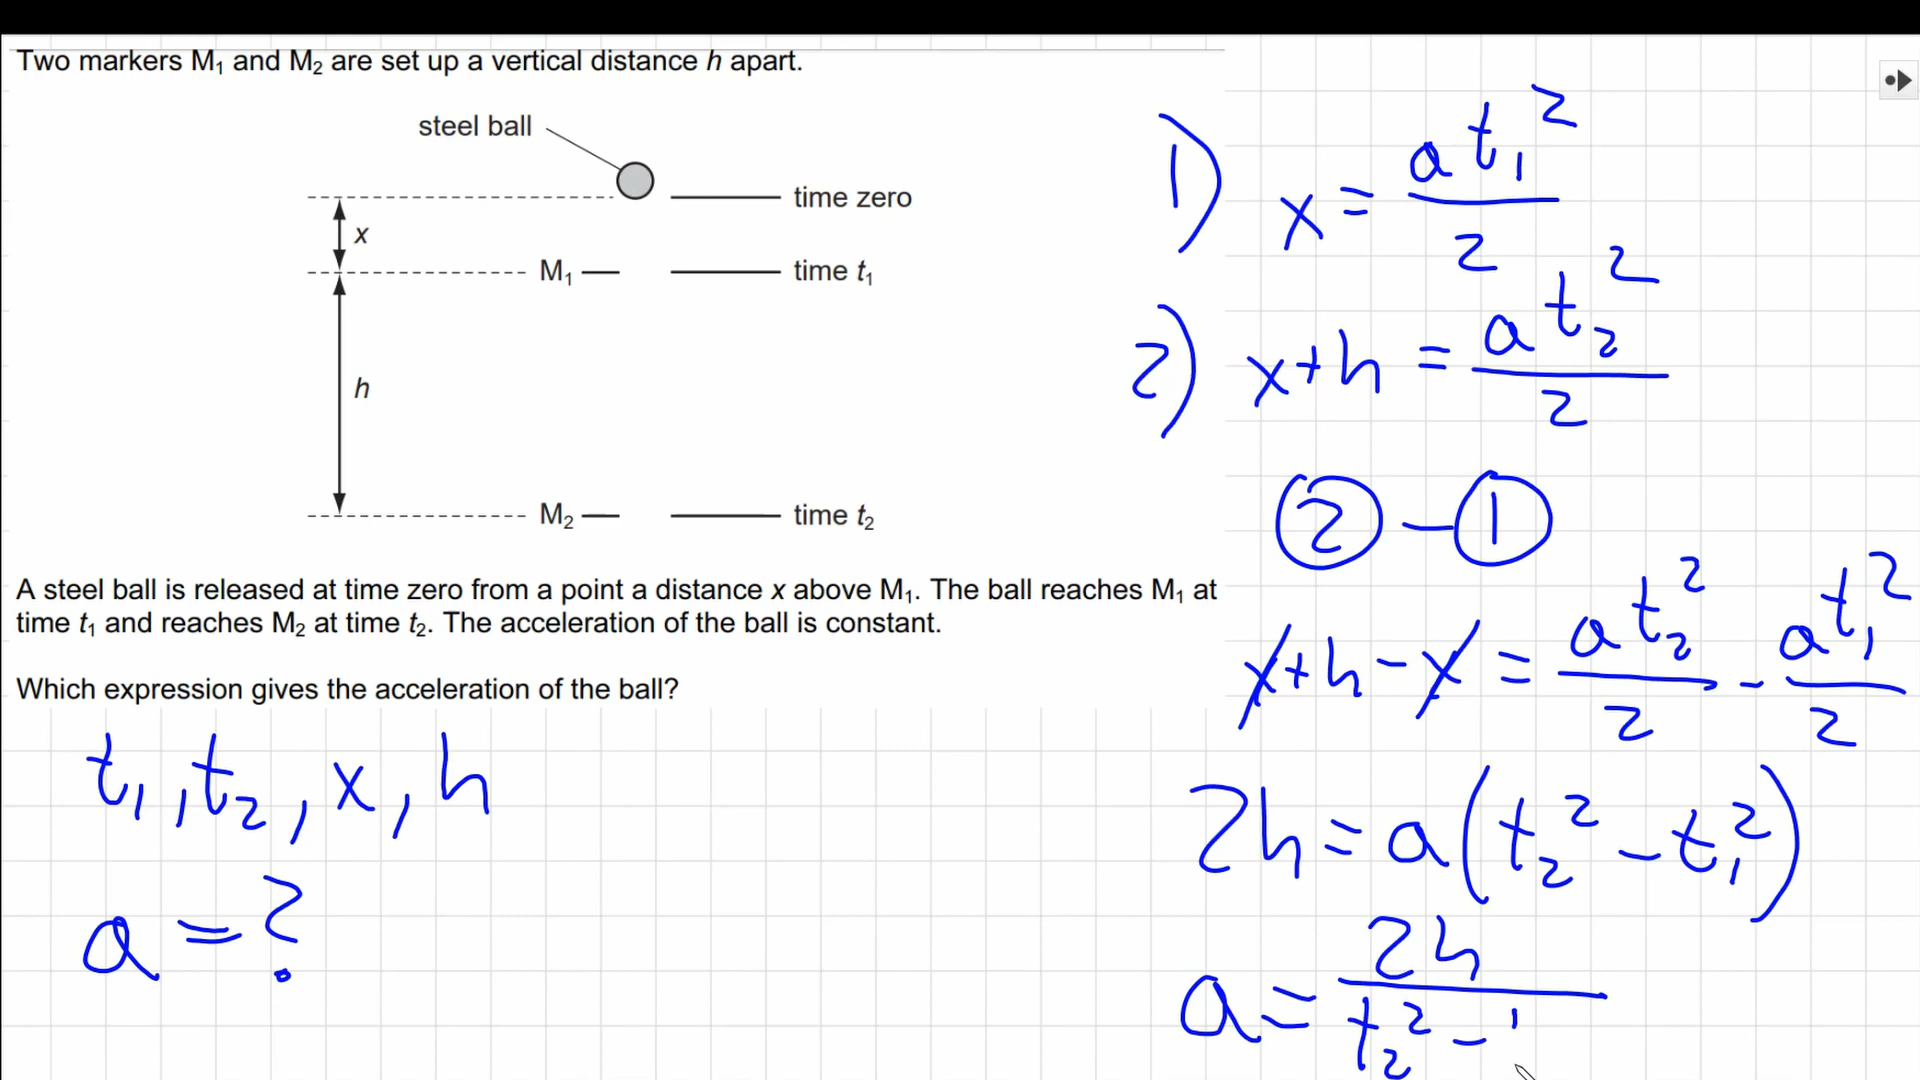 Two markers M₁ and M₂ are set up a vertical distance h apart.
steel ball
time zero
x
M₁
time t₁
h
M₂
time t₂
A steel ball is released at time zero from a point a distance x above M₁. The ball reaches M₁ at
time t₁ and reaches M₂ at time t₂. The acceleration of the ball is constant.
Which expression gives the acceleration of the ball?
t₁, t₂, x, h
a = ?
1) x = at₁²/2
2) x+h = at₂²/2
② − ①
x+h−x = at₂²/2 − at₁²/2
2h = a(t₂² − t₁²)
a = 2h/t₂² −